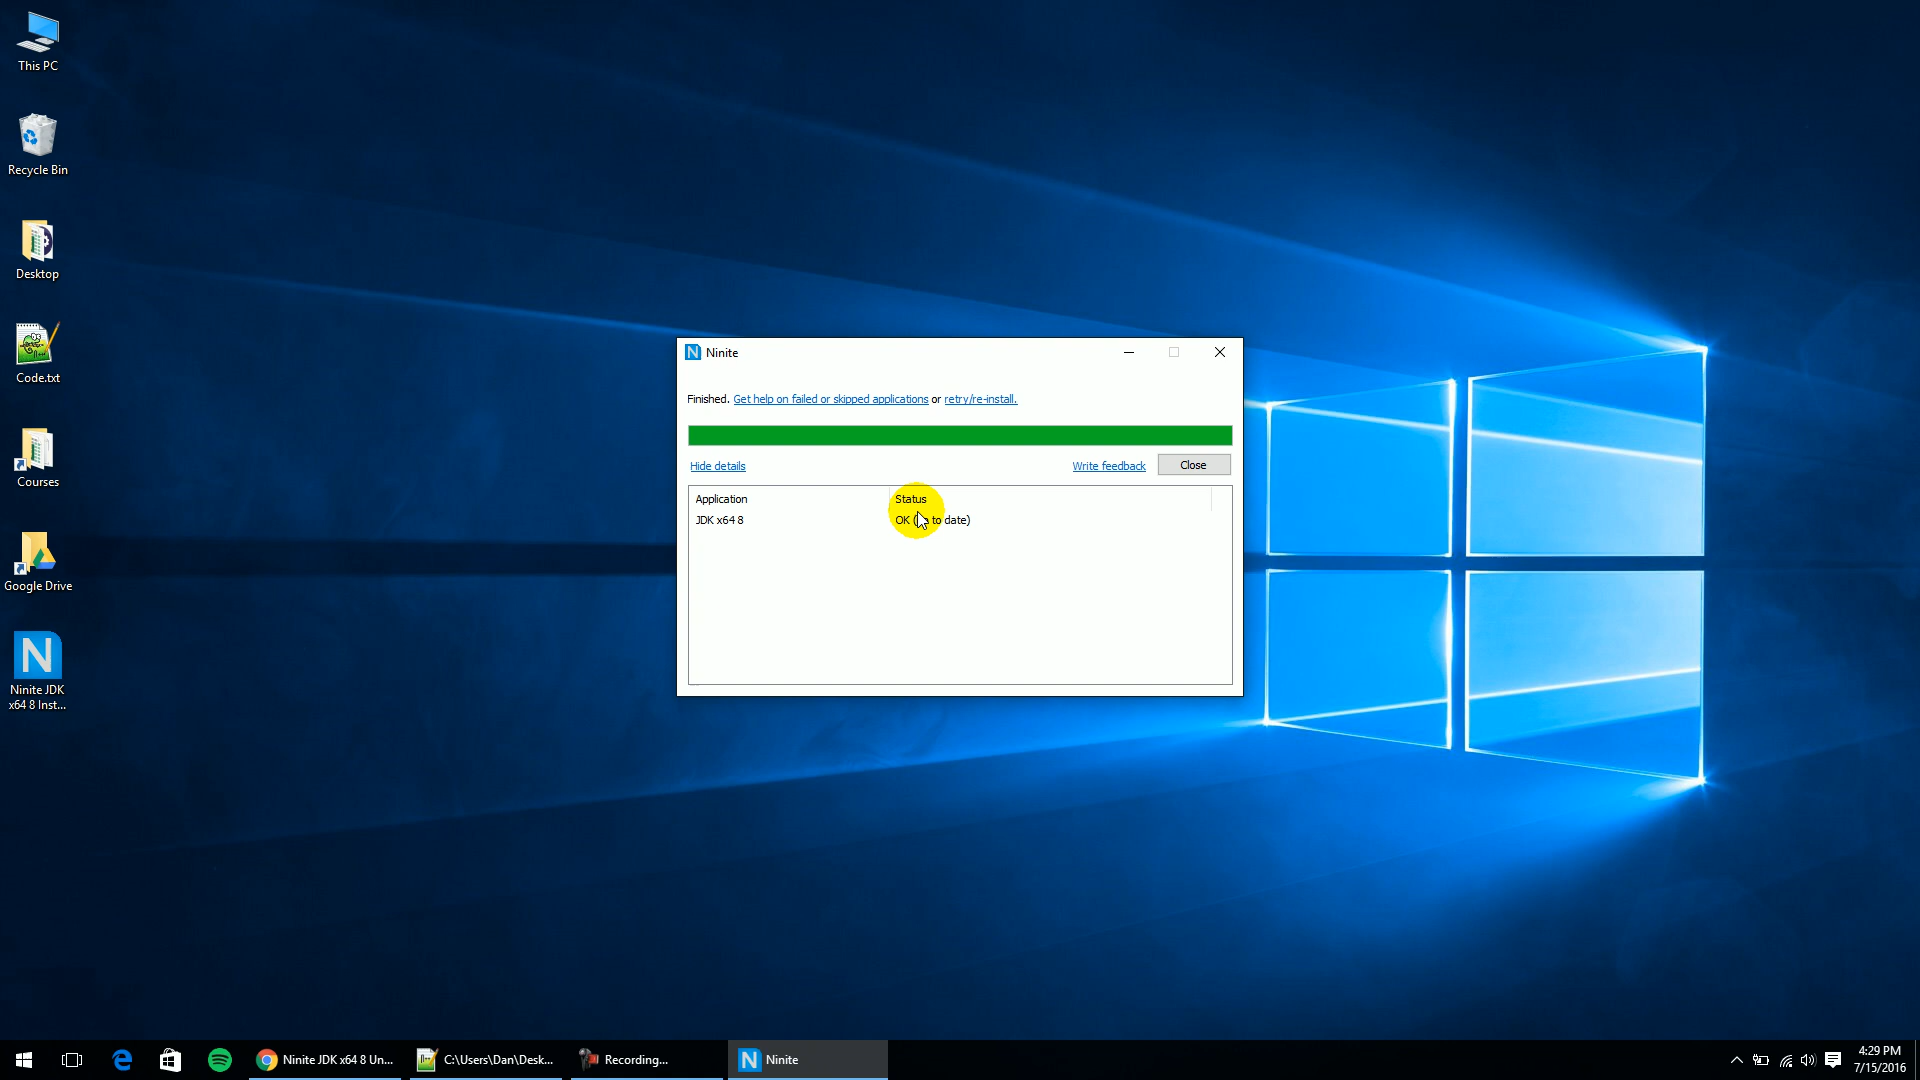 This PC
Recycle Bin
Desktop
Code.txt
Courses
Google Drive
N
Ninite JDK
x64 8 Inst...
N Ninite
Finished. Get help on failed or skipped applications or retry/re-install.
Hide details Write feedback Close
Application Status
JDK x64 8 OK ( to date)
Ninite JDK x64 8 Un... C:\Users\Dan\Desk... Recording... N Ninite
4:29 PM
7/15/2016